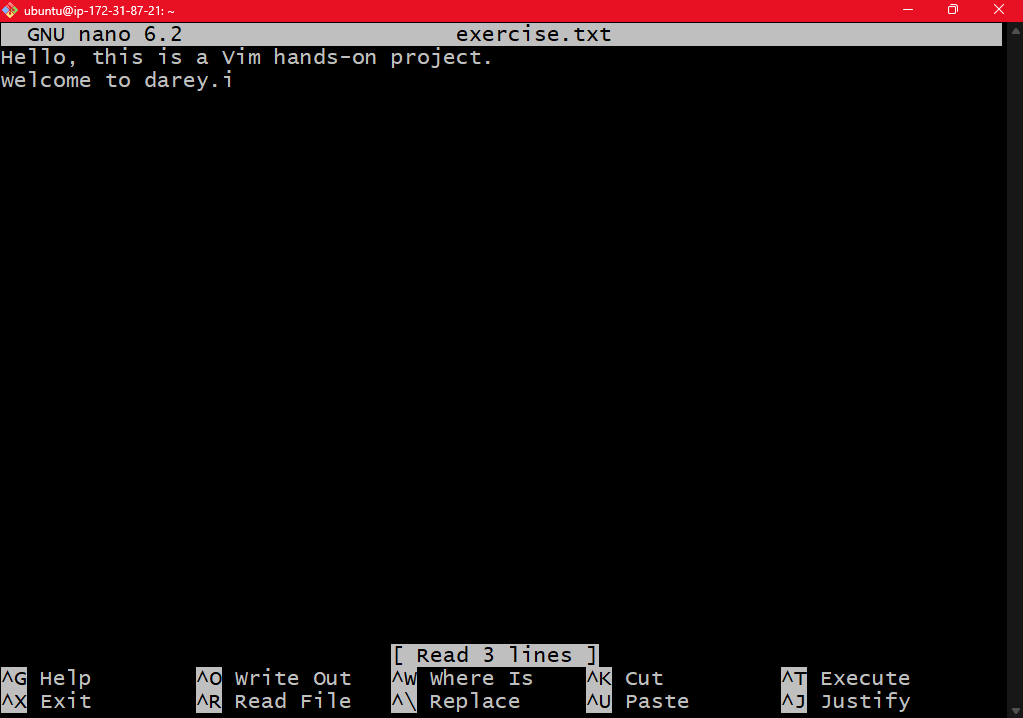 ubuntu@ip-172-31-87-21: ~
GNU nano 6.2 exercise.txt
Hello, this is a Vim hands-on project.
welcome to darey.i
[ Read 3 lines ]
^G Help ^O Write Out ^W Where Is ^K Cut ^T Execute
^X Exit ^R Read File ^\ Replace ^U Paste ^J Justify